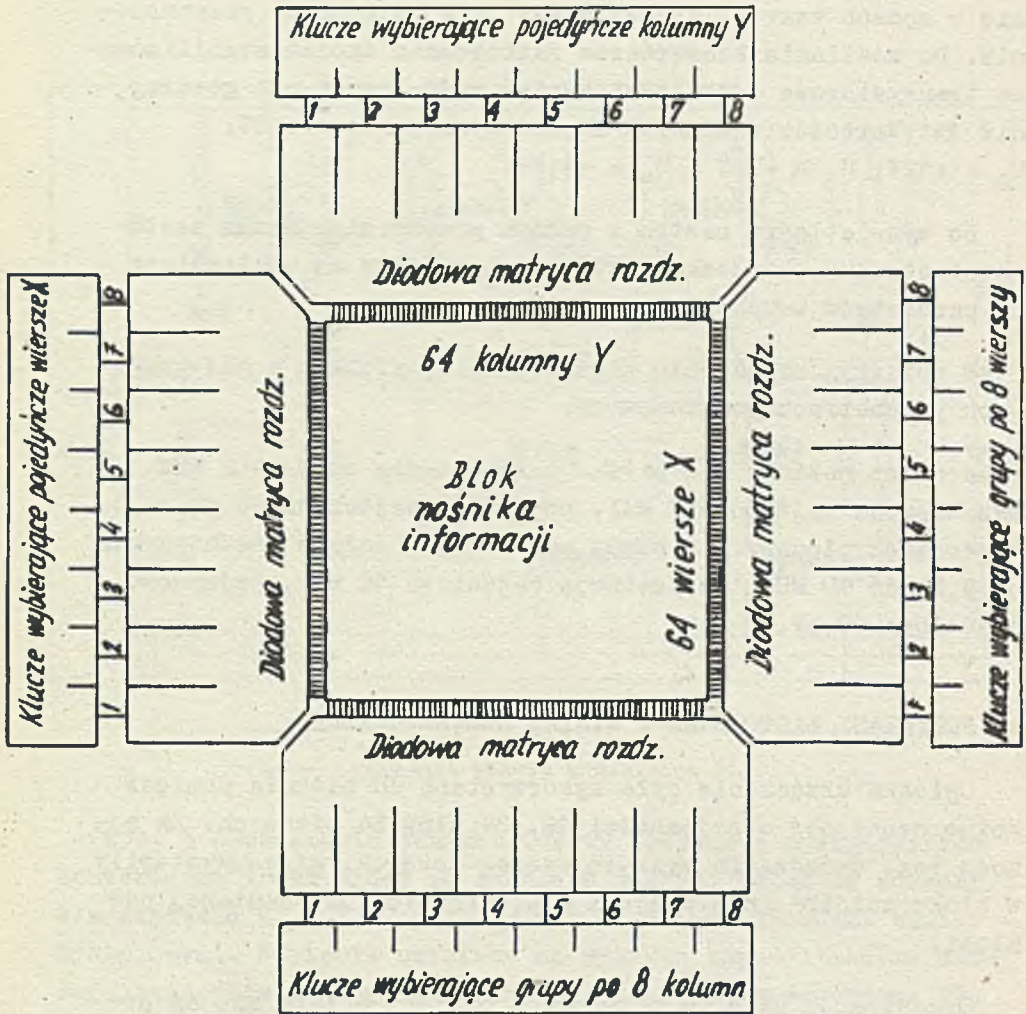 Klucze wybierające pojedyńcze kolumny Y
1 2 3 4 5 6 7 8
Diodowa matryca rozdz.
Klucze wybierające pojedyńcze wiersze X
8 7 6 5 4 3 2 1
Diodowa matryca rozdz.
64 kolumny Y
Blok
nośnika
informacji
64 wiersze X
Diodowa matryca rozdz.
8 7 6 5 4 3 2 1
Klucze wybierające grupy po 8 wierszy
Diodowa matryca rozdz.
1 2 3 4 5 6 7 8
Klucze wybierające grupy po 8 kolumn